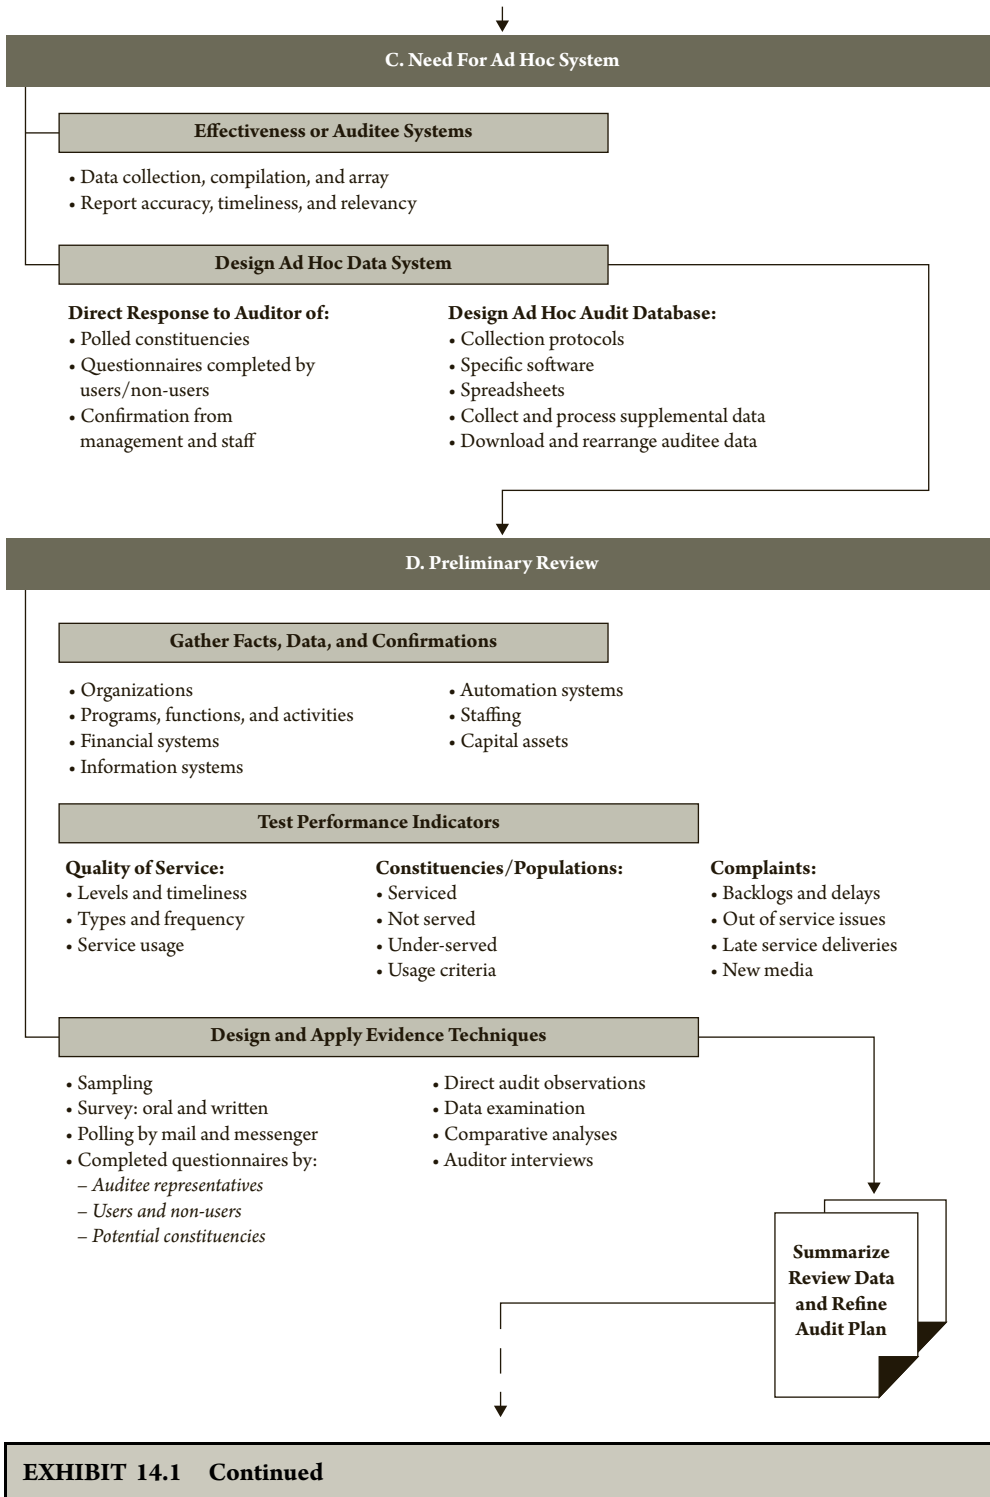 C. Need For Ad Hoc System
Effectiveness or Auditee Systems
• Data collection, compilation, and array
• Report accuracy, timeliness, and relevancy
Design Ad Hoc Data System
Direct Response to Auditor of:
• Polled constituencies
• Questionnaires completed by
users/non-users
• Confirmation from
management and staff
Design Ad Hoc Audit Database:
• Collection protocols
• Specific software
• Spreadsheets
• Collect and process supplemental data
• Download and rearrange auditee data
D. Preliminary Review
Gather Facts, Data, and Confirmations
• Organizations
• Programs, functions, and activities
• Financial systems
• Information systems
• Automation systems
• Staffing
• Capital assets
Test Performance Indicators
Quality of Service:
• Levels and timeliness
• Types and frequency
• Service usage
Constituencies/Populations:
• Serviced
• Not served
• Under-served
• Usage criteria
Complaints:
• Backlogs and delays
• Out of service issues
• Late service deliveries
• New media
Design and Apply Evidence Techniques
• Sampling
• Survey: oral and written
• Polling by mail and messenger
• Completed questionnaires by:
– Auditee representatives
– Users and non-users
– Potential constituencies
• Direct audit observations
• Data examination
• Comparative analyses
• Auditor interviews
Summarize
Review Data
and Refine
Audit Plan
EXHIBIT 14.1 Continued